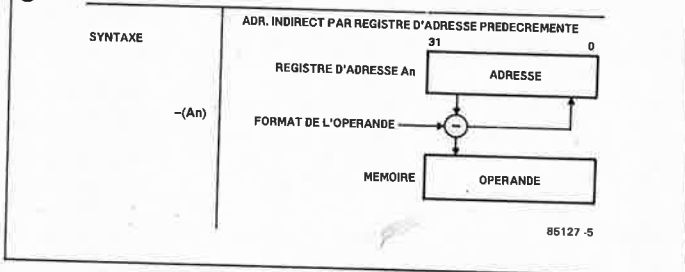 ADR. INDIRECT PAR REGISTRE D'ADRESSE PREDECREMENTE
SYNTAXE
31 0
REGISTRE D'ADRESSE An ADRESSE
-(An)
FORMAT DE L'OPERANDE -
MEMOIRE OPERANDE
85127 -5